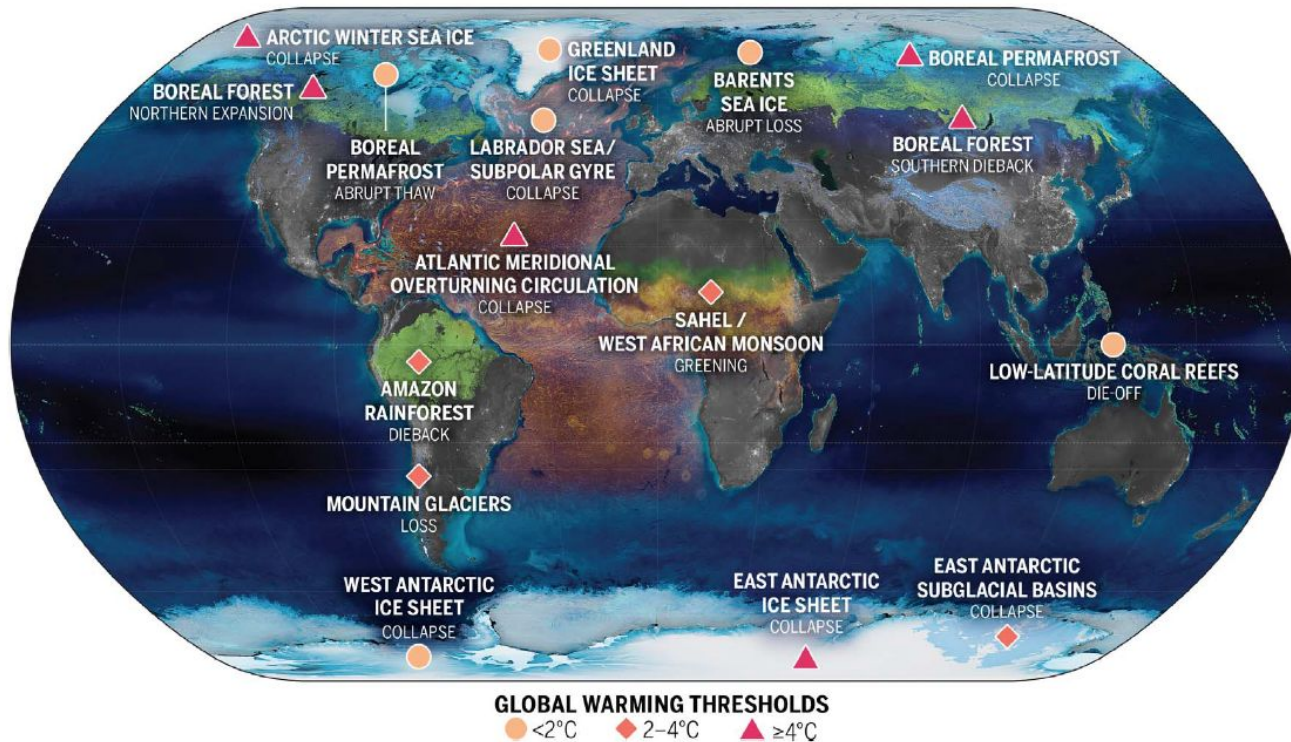 ARCTIC WINTER SEA ICE
COLLAPSE
BOREAL FOREST
NORTHERN EXPANSION
BOREAL
PERMAFROST
ABRUPT THAW
GREENLAND
ICE SHEET
COLLAPSE
LABRADOR SEA/
SUBPOLAR GYRE
COLLAPSE
BARENTS
SEA ICE
ABRUPT LOSS
BOREAL PERMAFROST
COLLAPSE
BOREAL FOREST
SOUTHERN DIEBACK
ATLANTIC MERIDIONAL
OVERTURNING CIRCULATION
COLLAPSE
SAHEL /
WEST AFRICAN MONSOON
GREENING
LOW-LATITUDE CORAL REEFS
DIE-OFF
AMAZON
RAINFOREST
DIEBACK
MOUNTAIN GLACIERS
LOSS
WEST ANTARCTIC
ICE SHEET
COLLAPSE
EAST ANTARCTIC
ICE SHEET
COLLAPSE
EAST ANTARCTIC
SUBGLACIAL BASINS
COLLAPSE
GLOBAL WARMING THRESHOLDS
<2°C 2–4°C ≥4°C